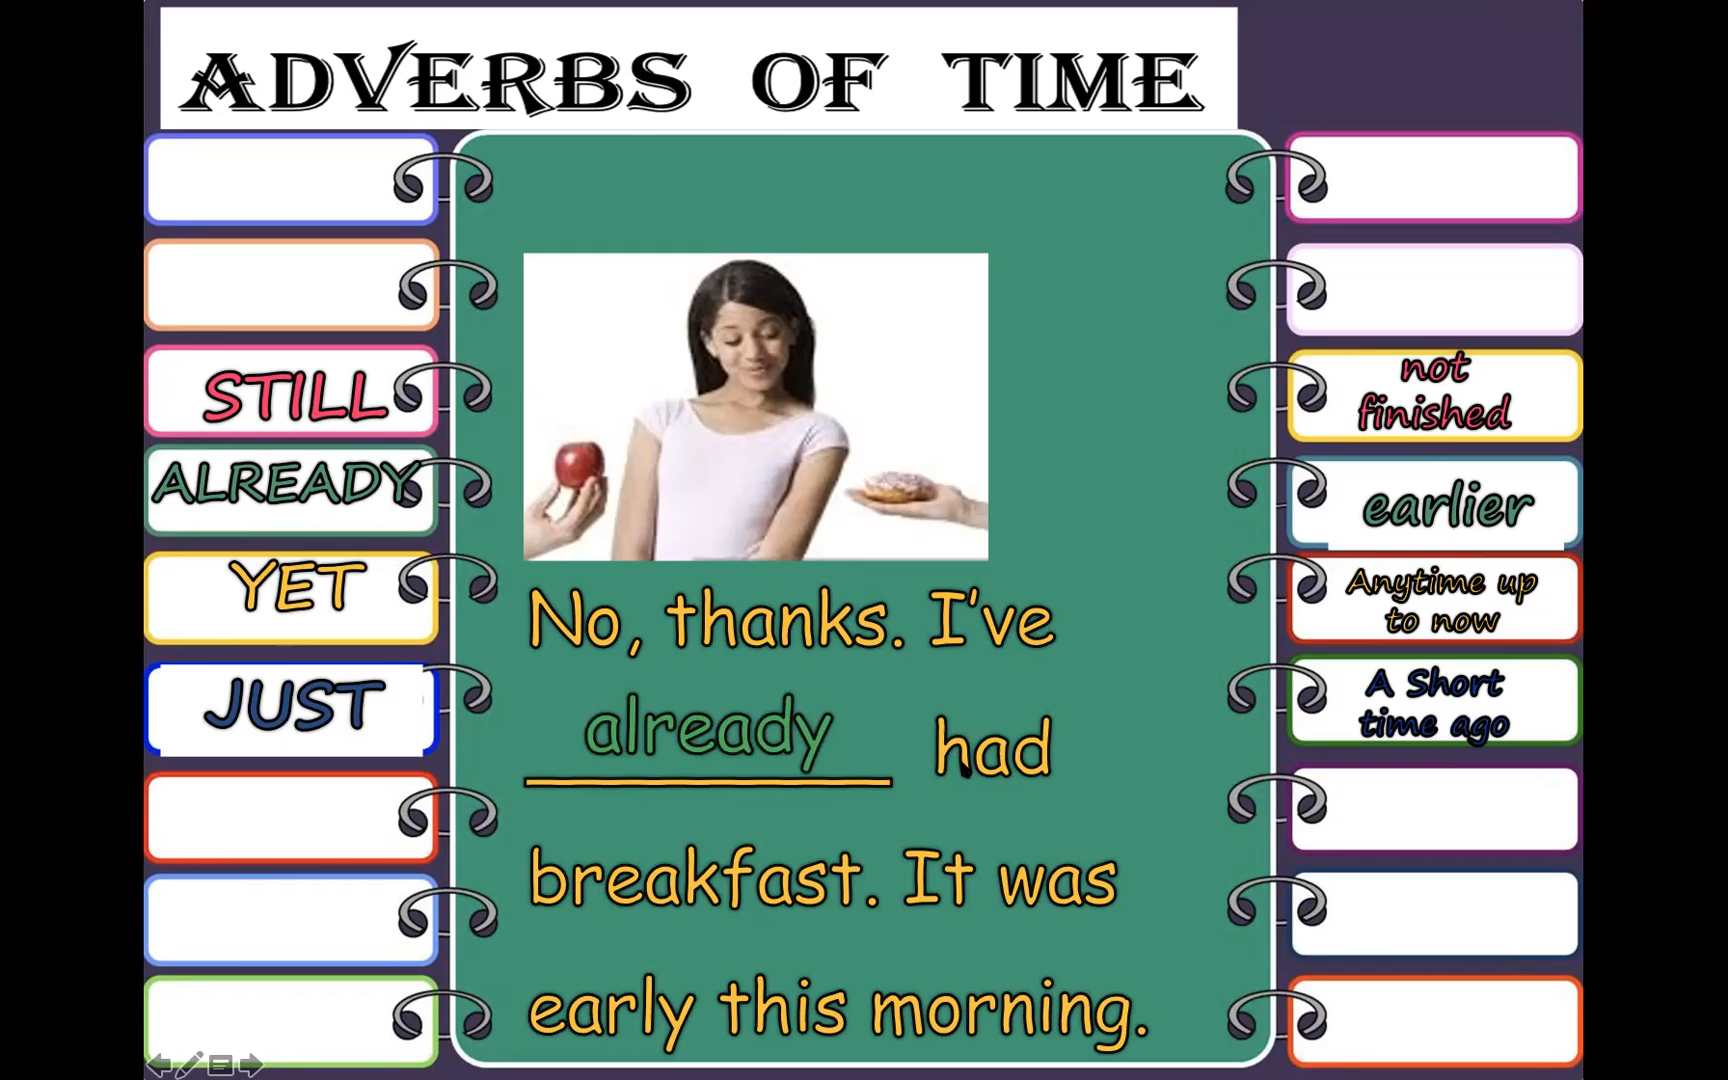 ADVERBS OF TIME
STILL
ALREADY
YET
JUST
No, thanks. I've
already had
breakfast. It was
early this morning.
not
finished
earlier
Anytime up
to now
A Short
time ago